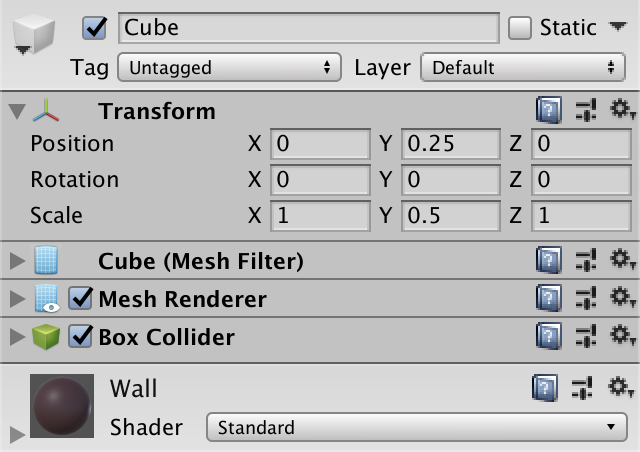 Cube Static
Tag Untagged Layer Default
Transform
Position X 0 Y 0.25 Z 0
Rotation X 0 Y 0 Z 0
Scale X 1 Y 0.5 Z 1
Cube (Mesh Filter)
Mesh Renderer
Box Collider
Wall
Shader Standard